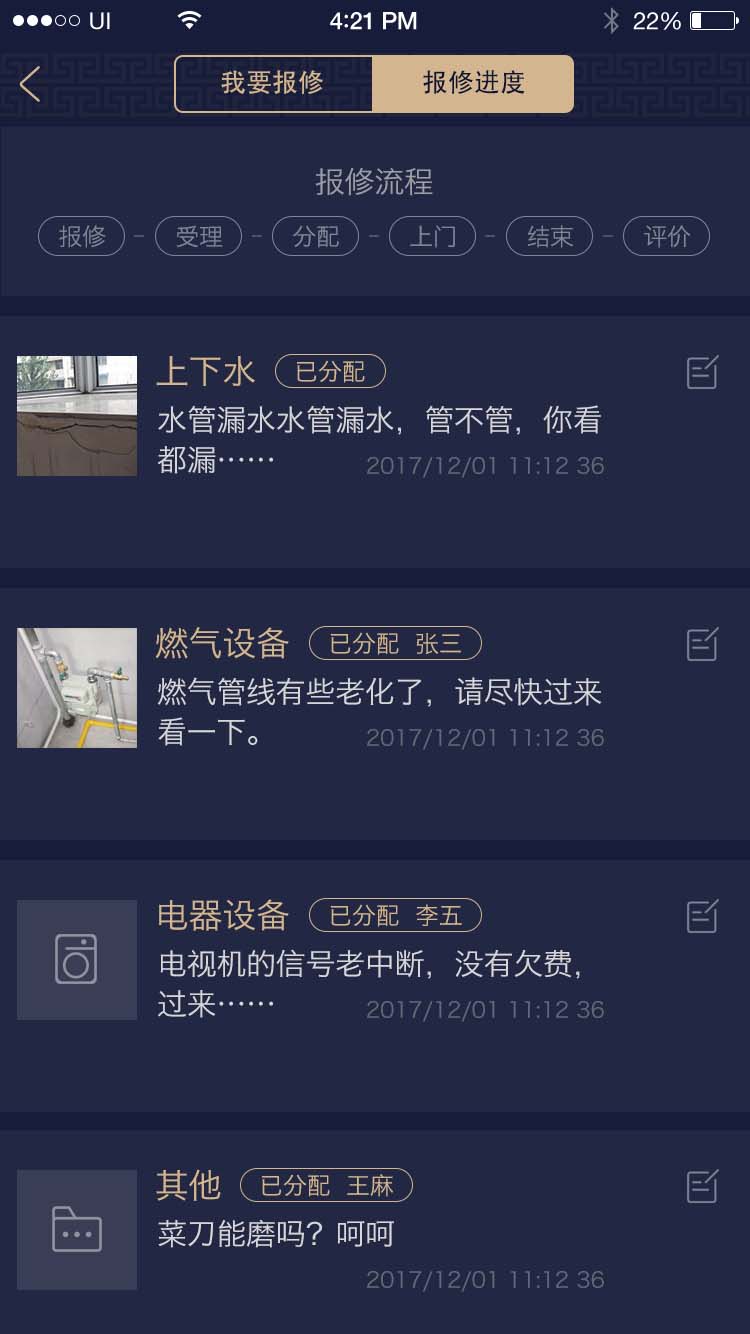 UI 4:21 PM 22%
我要报修 报修进度
报修流程
报修 - 受理 - 分配 - 上门 - 结束 - 评价
上下水 已分配
水管漏水水管漏水，管不管，你看
都漏…… 2017/12/01 11:12 36
燃气设备 已分配 张三
燃气管线有些老化了，请尽快过来
看一下。 2017/12/01 11:12 36
电器设备 已分配 李五
电视机的信号老中断，没有欠费，
过来…… 2017/12/01 11:12 36
其他 已分配 王麻
菜刀能磨吗？呵呵
2017/12/01 11:12 36